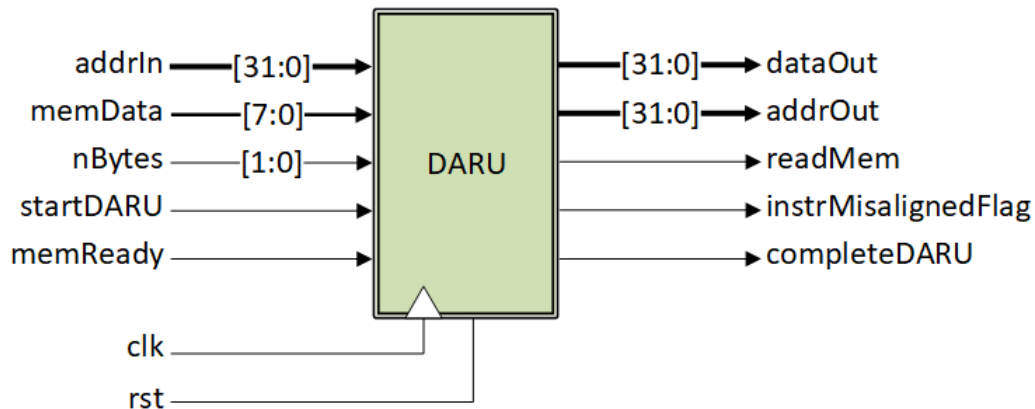 addrIn [31:0] [31:0] dataOut
memData [7:0] [31:0] addrOut
nBytes [1:0] DARU readMem
startDARU instrMisalignedFlag
memReady completeDARU
clk
rst